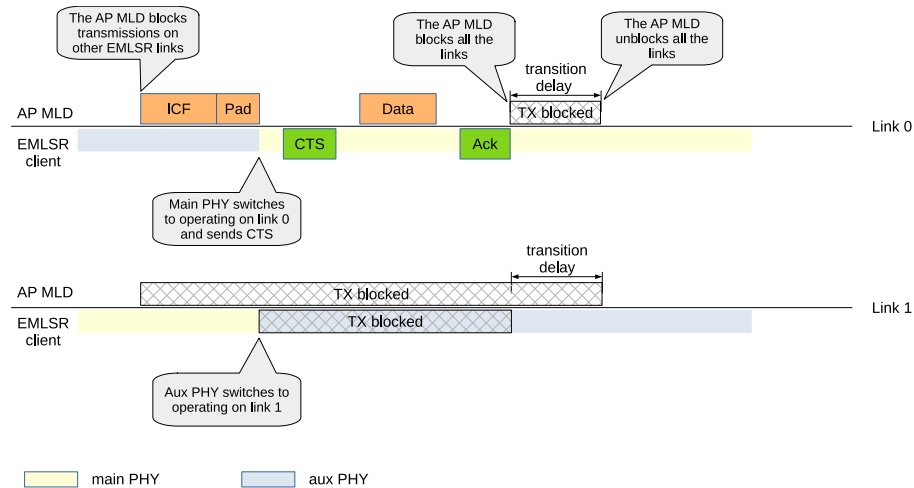 The AP MLD blocks
transmissions on
other EMLSR links
The AP MLD
blocks all the
links
The AP MLD
unblocks all the
links
transition
delay
AP MLD
ICF
Pad
Data
TX blocked
Link 0
EMLSR
client
CTS
Ack
Main PHY switches
to operating on link 0
and sends CTS
transition
delay
AP MLD
TX blocked
Link 1
EMLSR
client
TX blocked
Aux PHY switches to
operating on link 1
main PHY
aux PHY